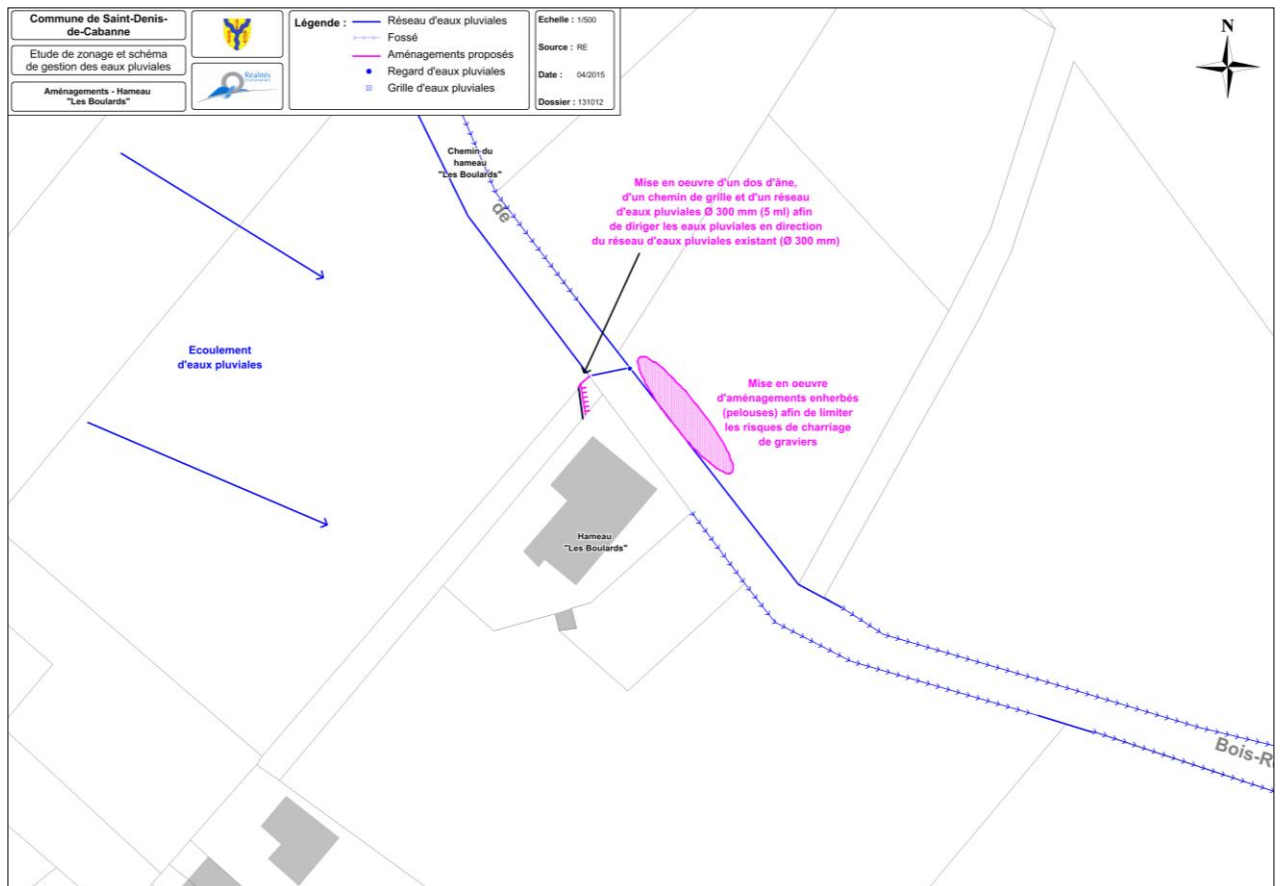 Commune de Saint-Denis-
de-Cabanne
Etude de zonage et schéma
de gestion des eaux pluviales
Aménagements - Hameau
"Les Boulards"
Réalités
Légende :
Réseau d'eaux pluviales
Fossé
Aménagements proposés
Regard d'eaux pluviales
Grille d'eaux pluviales
Echelle : 1/500
Source : RE
Date : 04/2015
Dossier : 131012
N
Chemin du
hameau
"Les Boulards"
de
Mise en oeuvre d'un dos d'âne,
d'un chemin de grille et d'un réseau
d'eaux pluviales Ø 300 mm (5 ml) afin
de diriger les eaux pluviales en direction
du réseau d'eaux pluviales existant (Ø 300 mm)
Ecoulement
d'eaux pluviales
Mise en oeuvre
d'aménagements enherbés
(pelouses) afin de limiter
les risques de charriage
de graviers
Hameau
"Les Boulards"
Bois-R